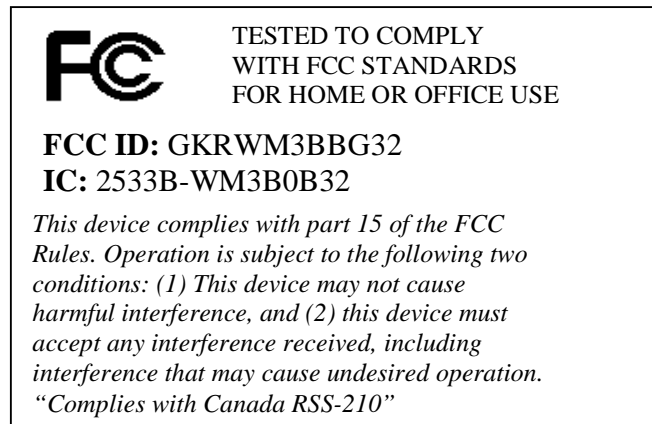 FC
TESTED TO COMPLY
WITH FCC STANDARDS
FOR HOME OR OFFICE USE
FCC ID: GKRWM3BBG32
IC: 2533B-WM3B0B32
This device complies with part 15 of the FCC
Rules. Operation is subject to the following two
conditions: (1) This device may not cause
harmful interference, and (2) this device must
accept any interference received, including
interference that may cause undesired operation.
“Complies with Canada RSS-210”